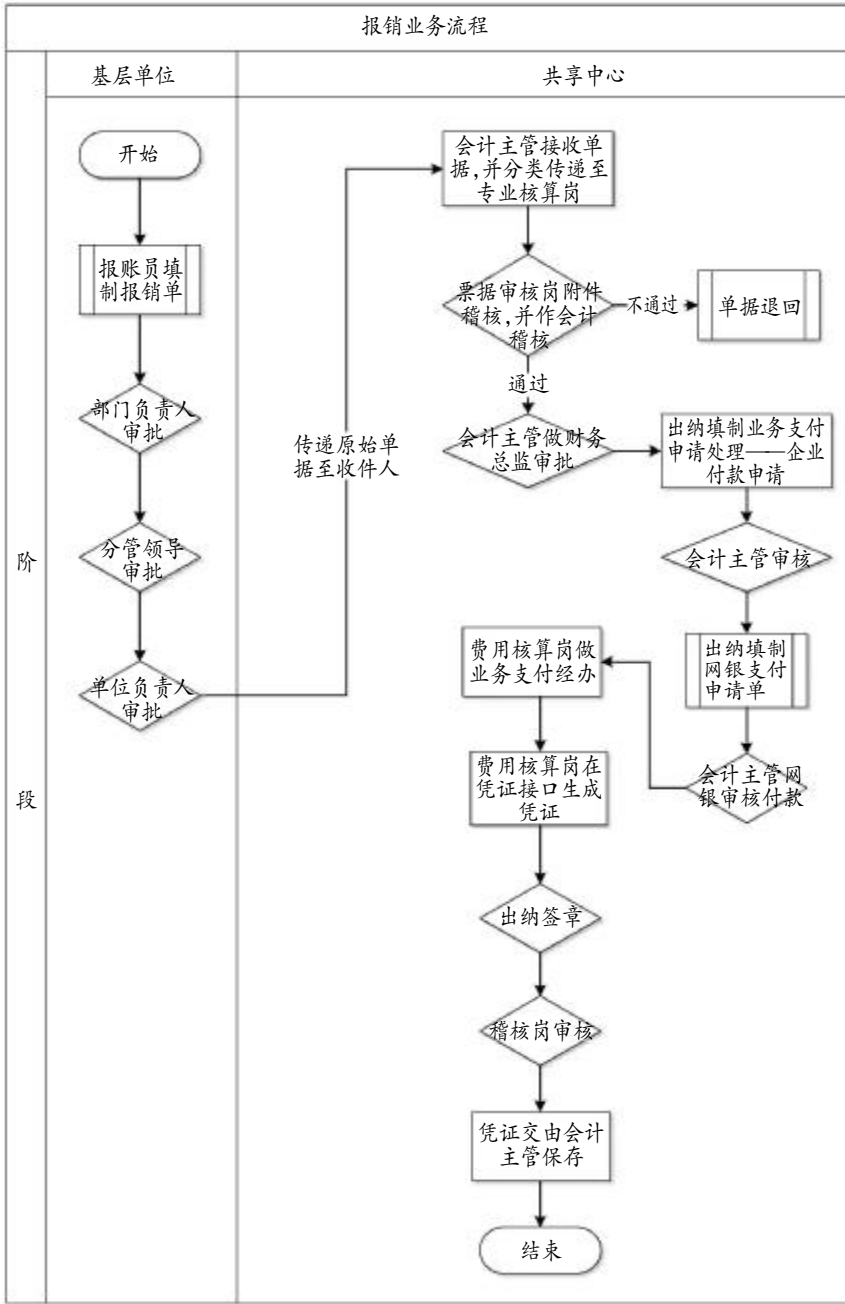 报销业务流程
基层单位
共享中心
阶
段
开始
报账员填
制报销单
部门负责人
审批
分管领导
审批
单位负责人
审批
传递原始单
据至收件人
会计主管接收单
据,并分类传递至
专业核算岗
票据审核岗附件
稽核,并作会计
稽核
不通过
单据退回
通过
会计主管做财务
总监审批
出纳填制业务支付
申请处理——企业
付款申请
会计主管审核
出纳填制
网银支付
申请单
会计主管网
银审核付款
费用核算岗做
业务支付经办
费用核算岗在
凭证接口生成
凭证
出纳签章
稽核岗审核
凭证交由会计
主管保存
结束